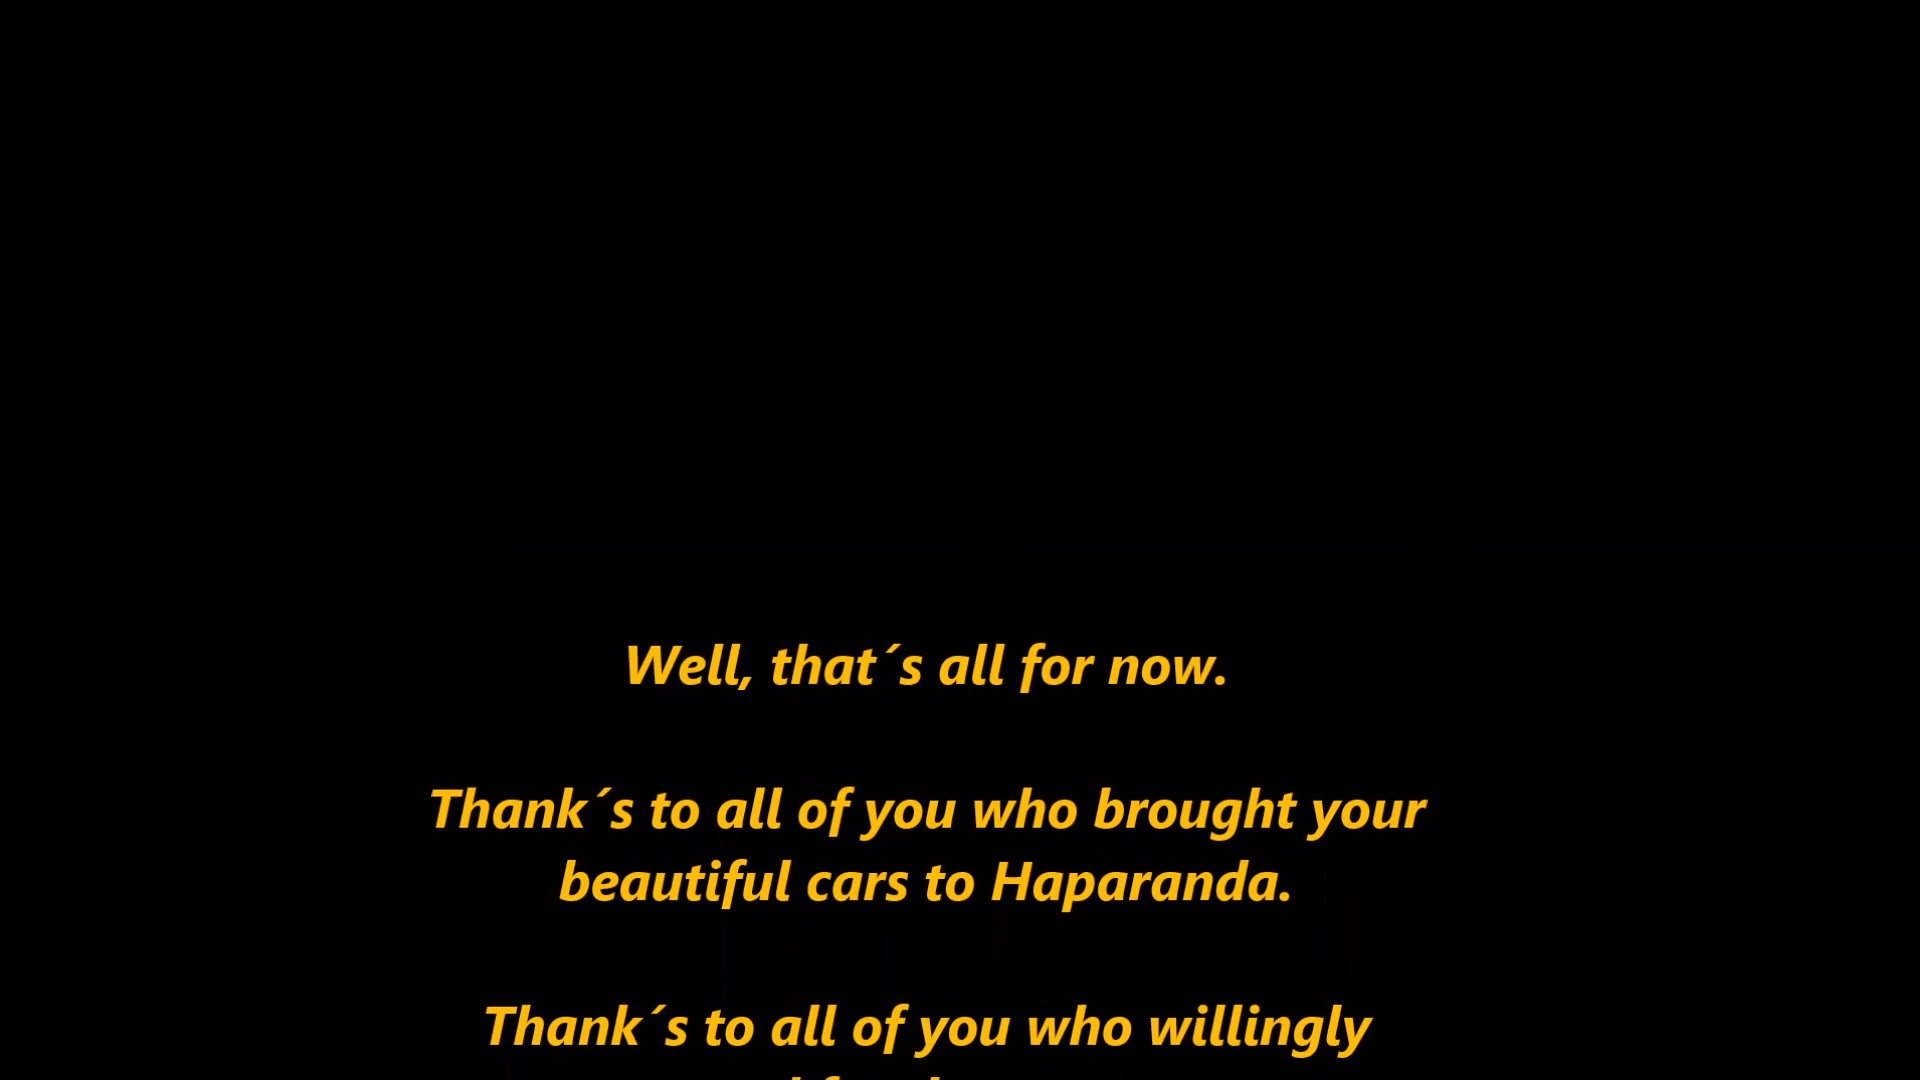 Well, that´s all for now.
Thank´s to all of you who brought your
beautiful cars to Haparanda.
Thank´s to all of you who willingly